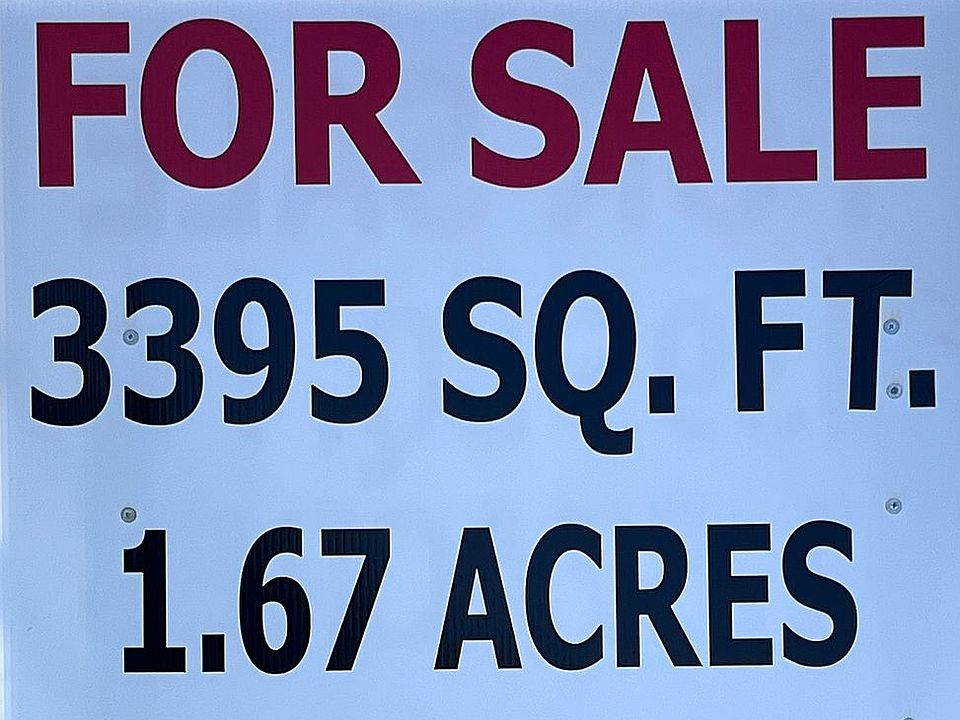 FOR SALE
3395 SQ. FT.
1.67 ACRES